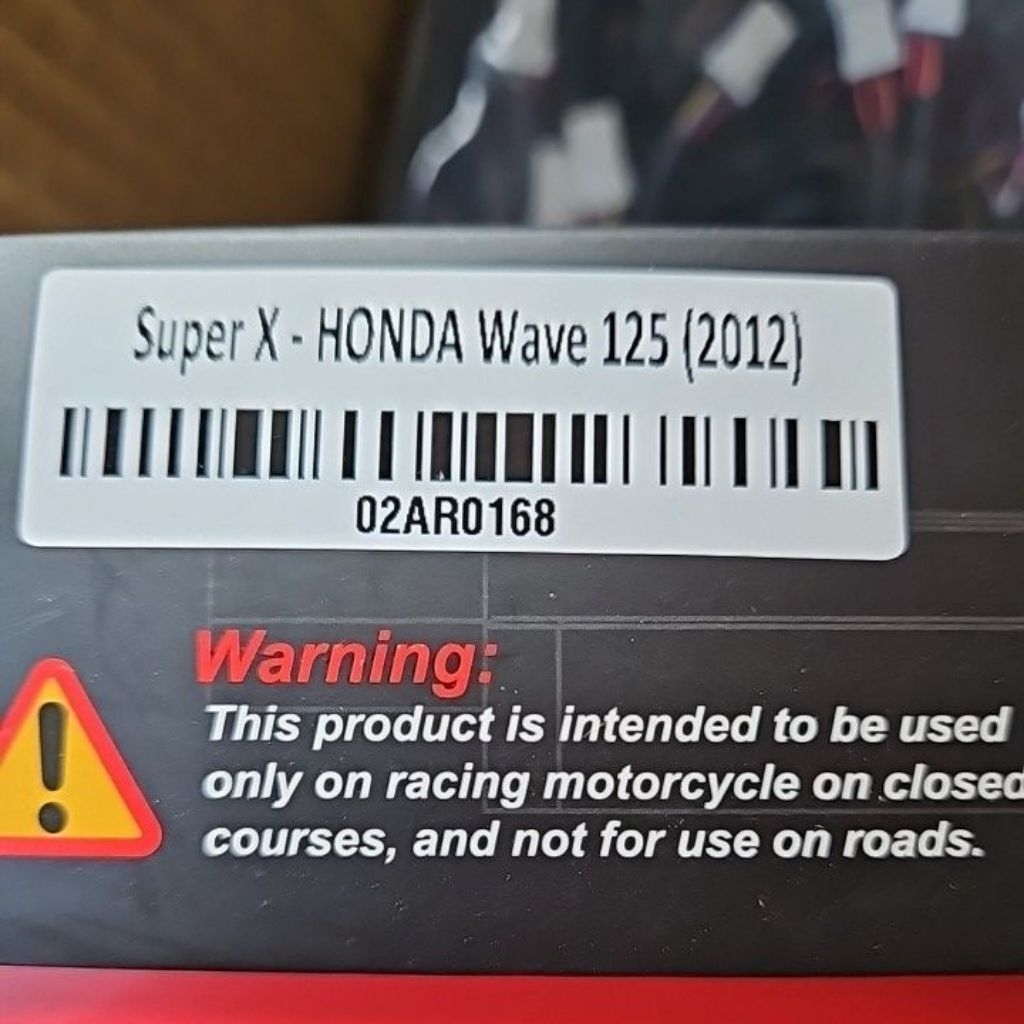 Super X - HONDA Wave 125 (2012)
02AR0168
Warning:
This product is intended to be used
only on racing motorcycle on closed
courses, and not for use on roads.